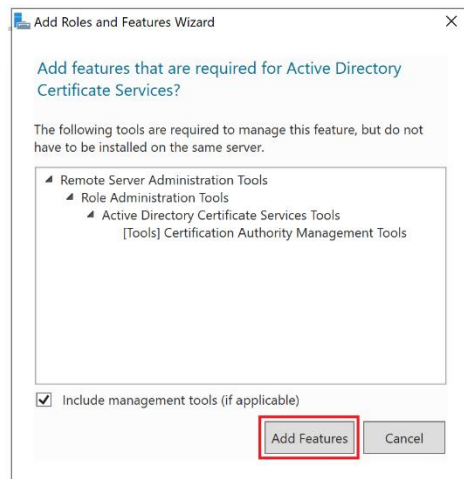 Add Roles and Features Wizard
Add features that are required for Active Directory
Certificate Services?
The following tools are required to manage this feature, but do not
have to be installed on the same server.
Remote Server Administration Tools
Role Administration Tools
Active Directory Certificate Services Tools
[Tools] Certification Authority Management Tools
Include management tools (if applicable)
Add Features
Cancel